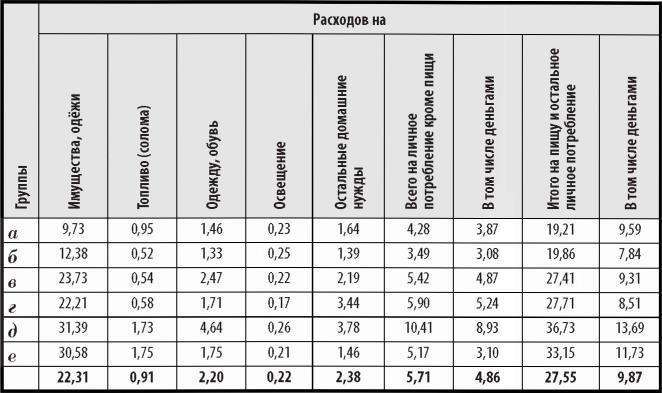 Расходов на
Группы | Имущества, одёжи | Топливо (солома) | Одежду, обувь | Освещение | Остальные домашние нужды | Всего на личное потребление кроме пищи | В том числе деньгами | Итого на пищу и остальное личное потребление | В том числе деньгами
а 9,73 0,95 1,46 0,23 1,64 4,28 3,87 19,21 9,59
б 12,38 0,52 1,33 0,25 1,39 3,49 3,08 19,86 7,84
в 23,73 0,54 2,47 0,22 2,19 5,42 4,87 27,41 9,31
г 22,21 0,58 1,71 0,17 3,44 5,90 5,24 27,71 8,51
д 31,39 1,73 4,64 0,26 3,78 10,41 8,93 36,73 13,69
е 30,58 1,75 1,75 0,21 1,46 5,17 3,10 33,15 11,73
22,31 0,91 2,20 0,22 2,38 5,71 4,86 27,55 9,87